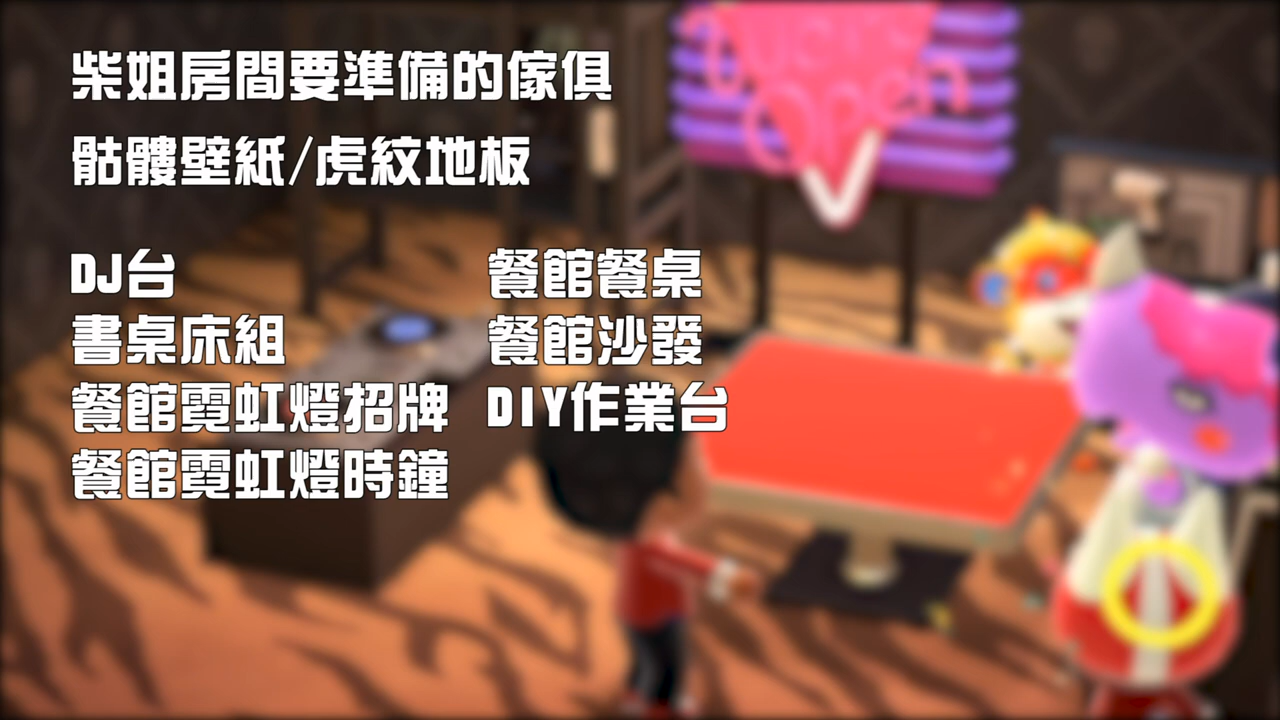 柴姐房間要準備的傢俱
骷髏壁紙/虎紋地板
DJ台
書桌床組
餐館霓虹燈招牌
餐館霓虹燈時鐘
餐館餐桌
餐館沙發
DIY作業台